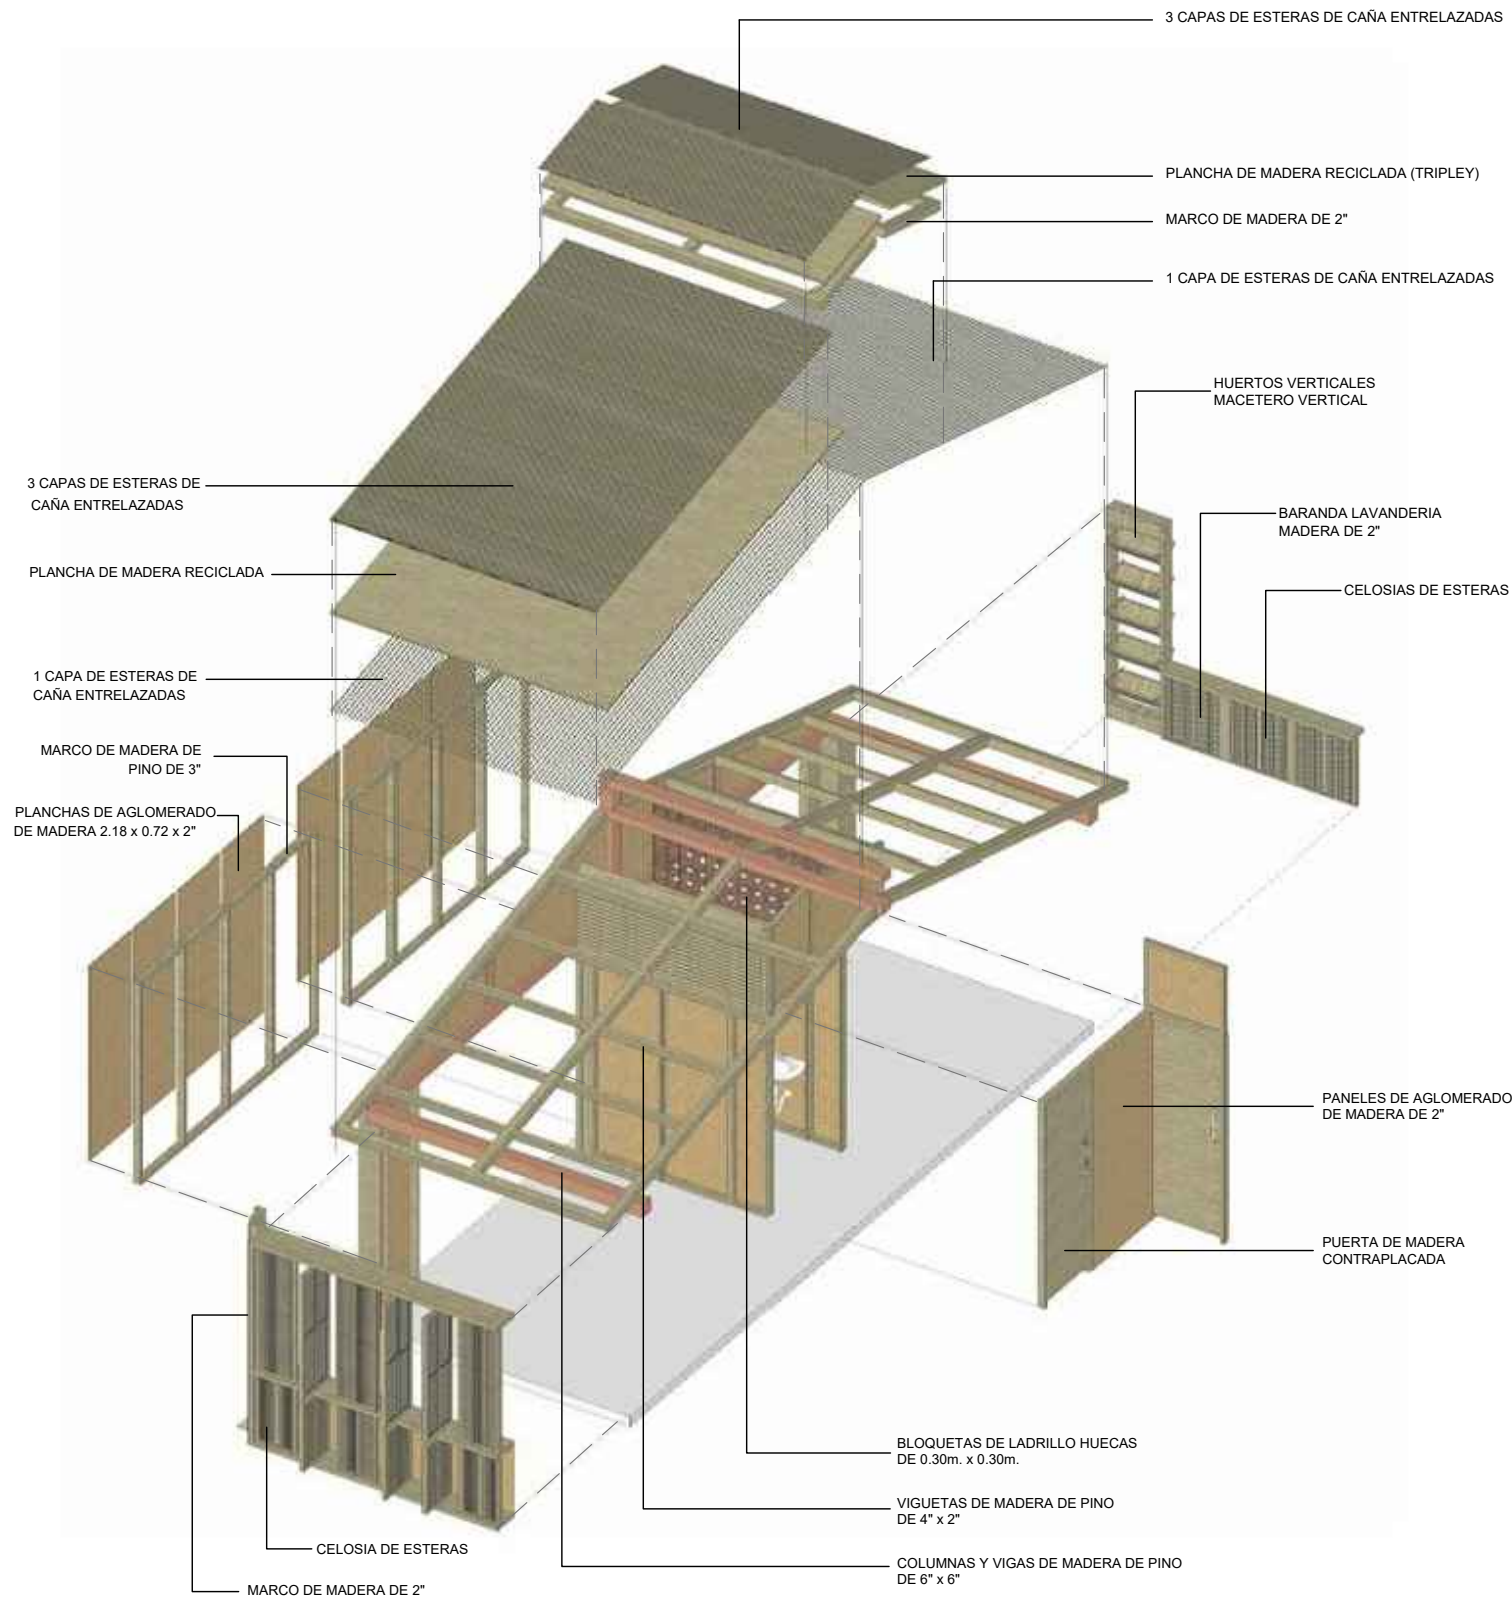 3 CAPAS DE ESTERAS DE CAÑA ENTRELAZADAS
PLANCHA DE MADERA RECICLADA (TRIPLEY)
MARCO DE MADERA DE 2"
1 CAPA DE ESTERAS DE CAÑA ENTRELAZADAS
HUERTOS VERTICALES
MACETERO VERTICAL
BARANDA LAVANDERIA
MADERA DE 2"
CELOSIAS DE ESTERAS
3 CAPAS DE ESTERAS DE
CAÑA ENTRELAZADAS
PLANCHA DE MADERA RECICLADA
1 CAPA DE ESTERAS DE
CAÑA ENTRELAZADAS
MARCO DE MADERA DE
PINO DE 3"
PLANCHAS DE AGLOMERADO
DE MADERA 2.18 x 0.72 x 2"
PANELES DE AGLOMERADO
DE MADERA DE 2"
PUERTA DE MADERA
CONTRAPLACADA
BLOQUETAS DE LADRILLO HUECAS
DE 0.30m. x 0.30m.
VIGUETAS DE MADERA DE PINO
DE 4" x 2"
COLUMNAS Y VIGAS DE MADERA DE PINO
DE 6" x 6"
CELOSIA DE ESTERAS
MARCO DE MADERA DE 2"